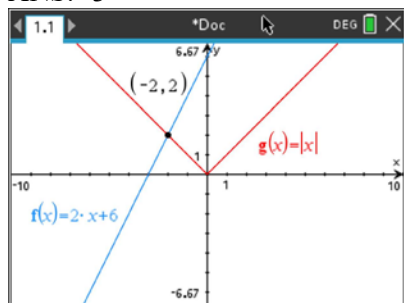 1.1 *Doc DEG
6.67 y
(-2,2)
1
g(x)=|x|
x
-10 1 10
f(x)=2·x+6
-6.67